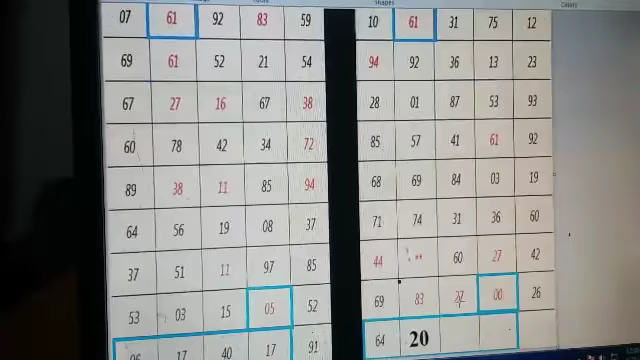 Shapes Colors
07 61 92 83 59 10 61 31 75 12
69 61 52 21 54 94 92 36 13 23
67 27 16 67 38 28 01 87 53 93
60 78 42 34 72 85 57 41 61 92
89 38 11 85 94 68 69 84 03 19
64 56 19 08 37 71 74 31 36 60
37 51 11 97 85 44 ** 60 27 42
53 03 15 05 52 69 83 27 00 26
06 17 40 17 91 64 20